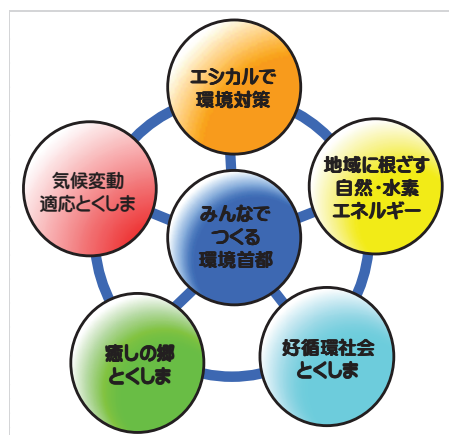 エシカルで
環境対策
地域に根ざす
自然・水素
エネルギー
気候変動
適応とくしま
みんなで
つくる
環境首都
癒しの郷
とくしま
好循環社会
とくしま